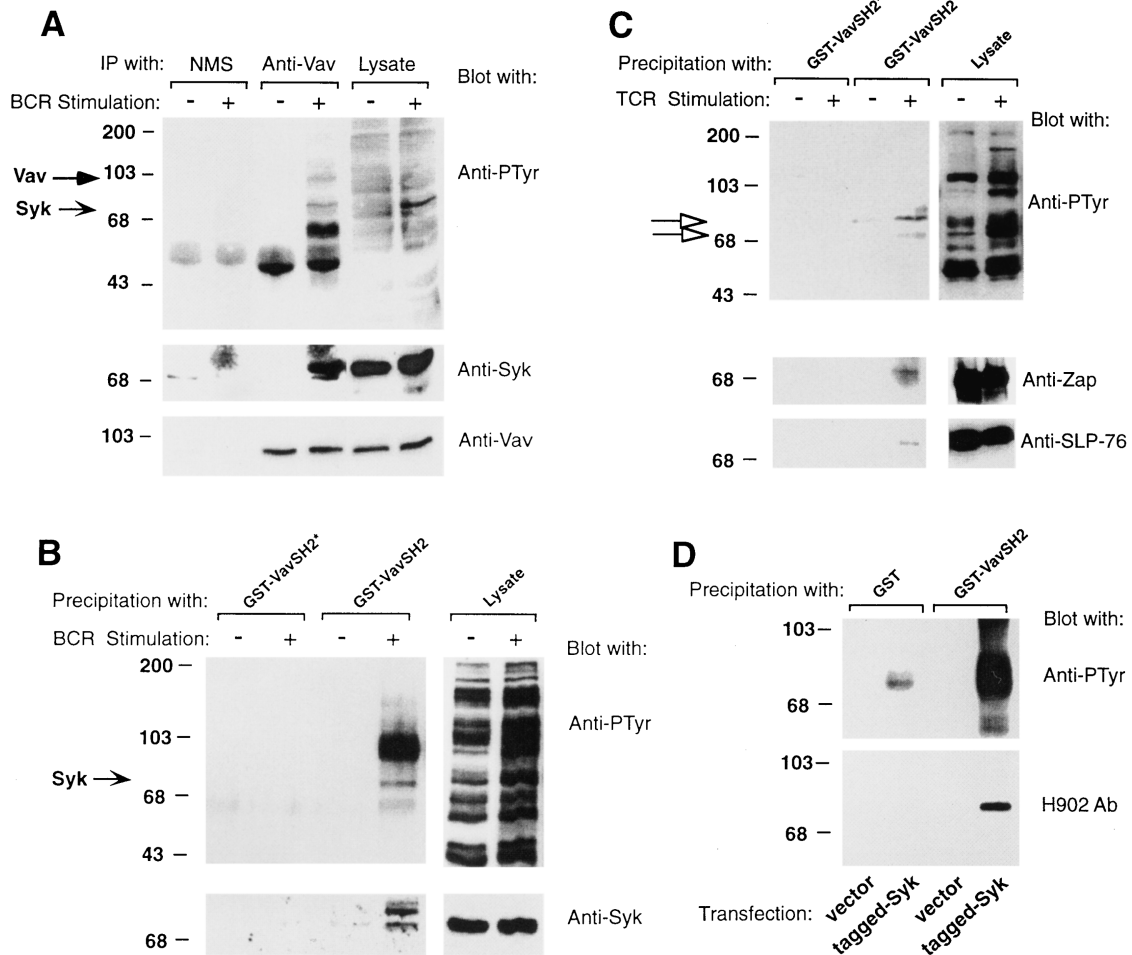 A
IP with: NMS Anti-Vav Lysate
Blot with:
BCR Stimulation: - + - + - +
200
Vav 103 Anti-PTyr
Syk
68
43
68 Anti-Syk
103 Anti-Vav
B
GST-VavSH2* GST-VavSH2 Lysate
Precipitation with:
BCR Stimulation: - + - + - +
Blot with:
200
103 Anti-PTyr
Syk
68
43
Anti-Syk
68
C
GST-VavSH2* GST-VavSH2 Lysate
Precipitation with:
TCR Stimulation: - + - + - +
Blot with:
200
103
Anti-PTyr
68
43
68 Anti-Zap
Anti-SLP-76
68
D
GST GST-VavSH2
Precipitation with:
Blot with:
103
Anti-PTyr
68
103
H902 Ab
68
Transfection: vector tagged-Syk vector tagged-Syk